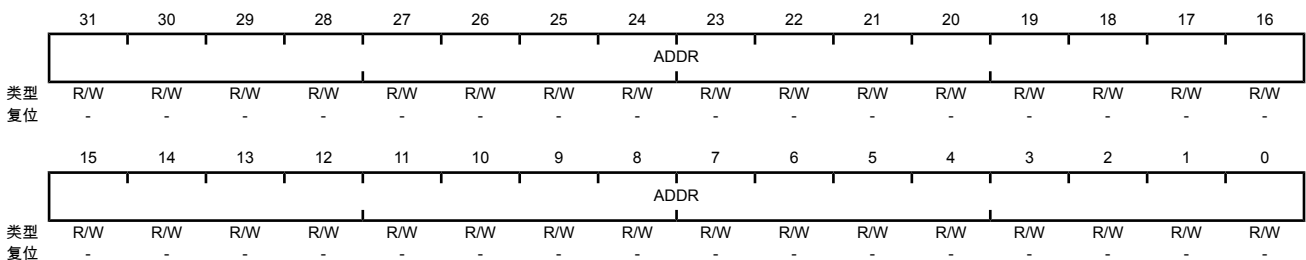 31 30 29 28 27 26 25 24 23 22 21 20 19 18 17 16
ADDR
类型 R/W R/W R/W R/W R/W R/W R/W R/W R/W R/W R/W R/W R/W R/W R/W R/W
复位 - - - - - - - - - - - - - - - -
15 14 13 12 11 10 9 8 7 6 5 4 3 2 1 0
ADDR
类型 R/W R/W R/W R/W R/W R/W R/W R/W R/W R/W R/W R/W R/W R/W R/W R/W
复位 - - - - - - - - - - - - - - - -